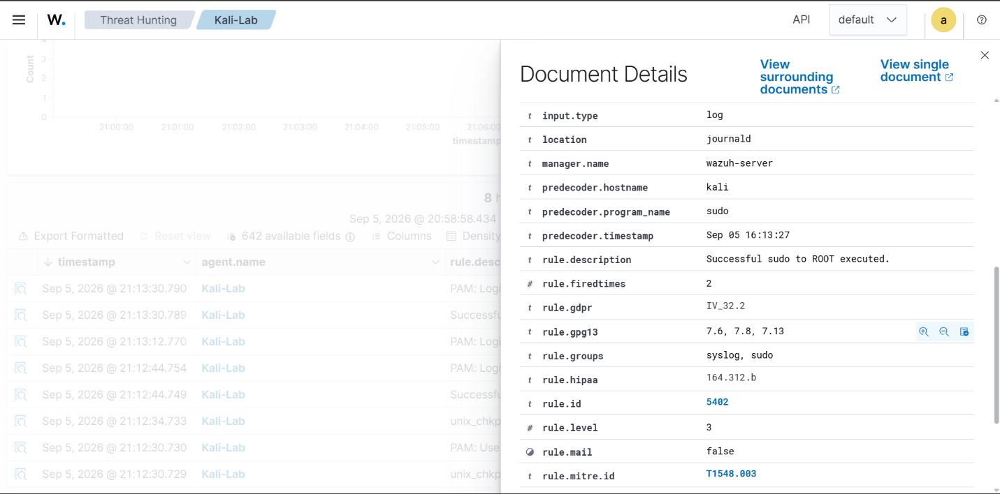 W.
Threat Hunting
Kali-Lab
API
default
a
Document Details
View surrounding documents
View single document
Count
4
3
2
1
0
21:00:00 21:01:00 21:02:00 21:03:00 21:04:00 21:05:00 21:06:00
timestamp
8
Sep 5, 2026 @ 20:58:58.434
Export Formatted Reset view 642 available fields Columns Density
timestamp agent.name rule.desc
Sep 5, 2026 @ 21:13:30.790 Kali-Lab PAM: Logi
Sep 5, 2026 @ 21:13:30.789 Kali-Lab Successfu
Sep 5, 2026 @ 21:13:12.770 Kali-Lab PAM: Logi
Sep 5, 2026 @ 21:12:44.754 Kali-Lab PAM: Logi
Sep 5, 2026 @ 21:12:44.749 Kali-Lab Successfu
Sep 5, 2026 @ 21:12:34.733 Kali-Lab unix_chkp
Sep 5, 2026 @ 21:12:30.730 Kali-Lab PAM: Use
Sep 5, 2026 @ 21:12:30.729 Kali-Lab unix_chkp
t input.type log
t location journald
t manager.name wazuh-server
t predecoder.hostname kali
t predecoder.program_name sudo
t predecoder.timestamp Sep 05 16:13:27
t rule.description Successful sudo to ROOT executed.
# rule.firedtimes 2
t rule.gdpr IV_32.2
t rule.gpg13 7.6, 7.8, 7.13
t rule.groups syslog, sudo
t rule.hipaa 164.312.b
t rule.id 5402
# rule.level 3
rule.mail false
t rule.mitre.id T1548.003